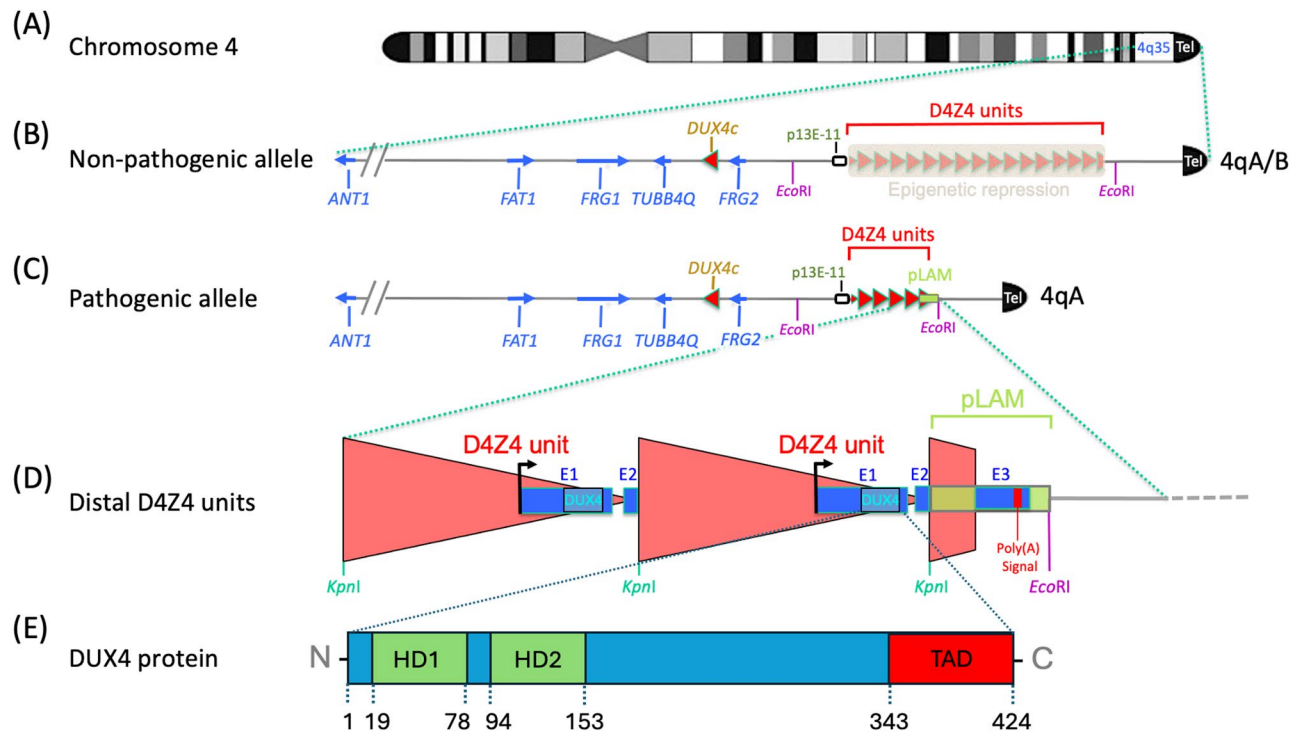 (A)
Chromosome 4
4q35
Tel
(B)
Non-pathogenic allele
D4Z4 units
DUX4c
p13E-11
Tel
4qA/B
Epigenetic repression
EcoRI
EcoRI
ANT1
FAT1
FRG1
TUBB4Q
FRG2
(C)
Pathogenic allele
D4Z4 units
DUX4c
p13E-11
pLAM
Tel
4qA
EcoRI
EcoRI
ANT1
FAT1
FRG1
TUBB4Q
FRG2
pLAM
(D)
Distal D4Z4 units
D4Z4 unit
D4Z4 unit
E1
E2
E1
E2
E3
DUX4
DUX4
Poly(A)
Signal
KpnI
KpnI
KpnI
EcoRI
(E)
DUX4 protein
N
HD1
HD2
TAD
C
1
19
78
94
153
343
424